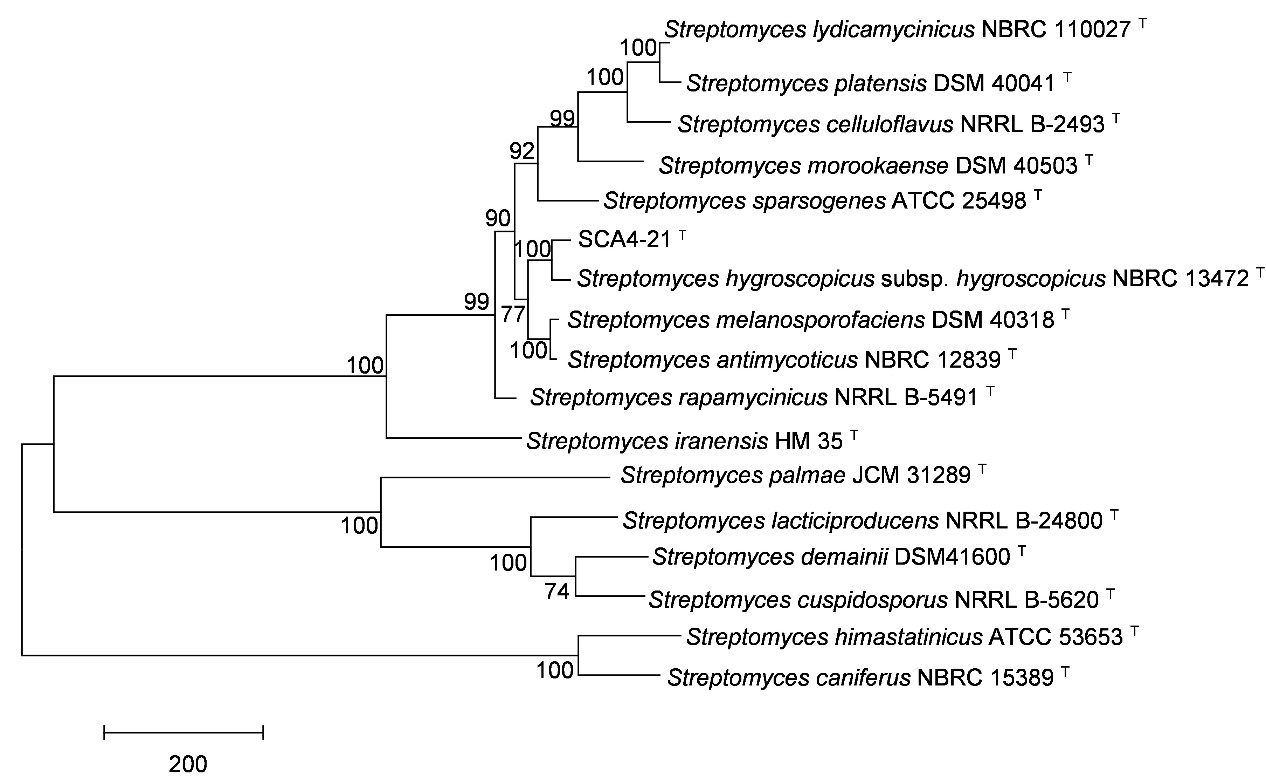 Streptomyces lydicamycinicus NBRC 110027 T
100
Streptomyces platensis DSM 40041 T
100
Streptomyces celluloflavus NRRL B-2493 T
99
Streptomyces morookaense DSM 40503 T
92
Streptomyces sparsogenes ATCC 25498 T
90
SCA4-21 T
100
Streptomyces hygroscopicus subsp. hygroscopicus NBRC 13472 T
99
77
Streptomyces melanosporofaciens DSM 40318 T
100
Streptomyces antimycoticus NBRC 12839 T
100
Streptomyces rapamycinicus NRRL B-5491 T
Streptomyces iranensis HM 35 T
Streptomyces palmae JCM 31289 T
100
Streptomyces lacticiproducens NRRL B-24800 T
100
Streptomyces demainii DSM41600 T
74
Streptomyces cuspidosporus NRRL B-5620 T
Streptomyces himastatinicus ATCC 53653 T
100
Streptomyces caniferus NBRC 15389 T
200